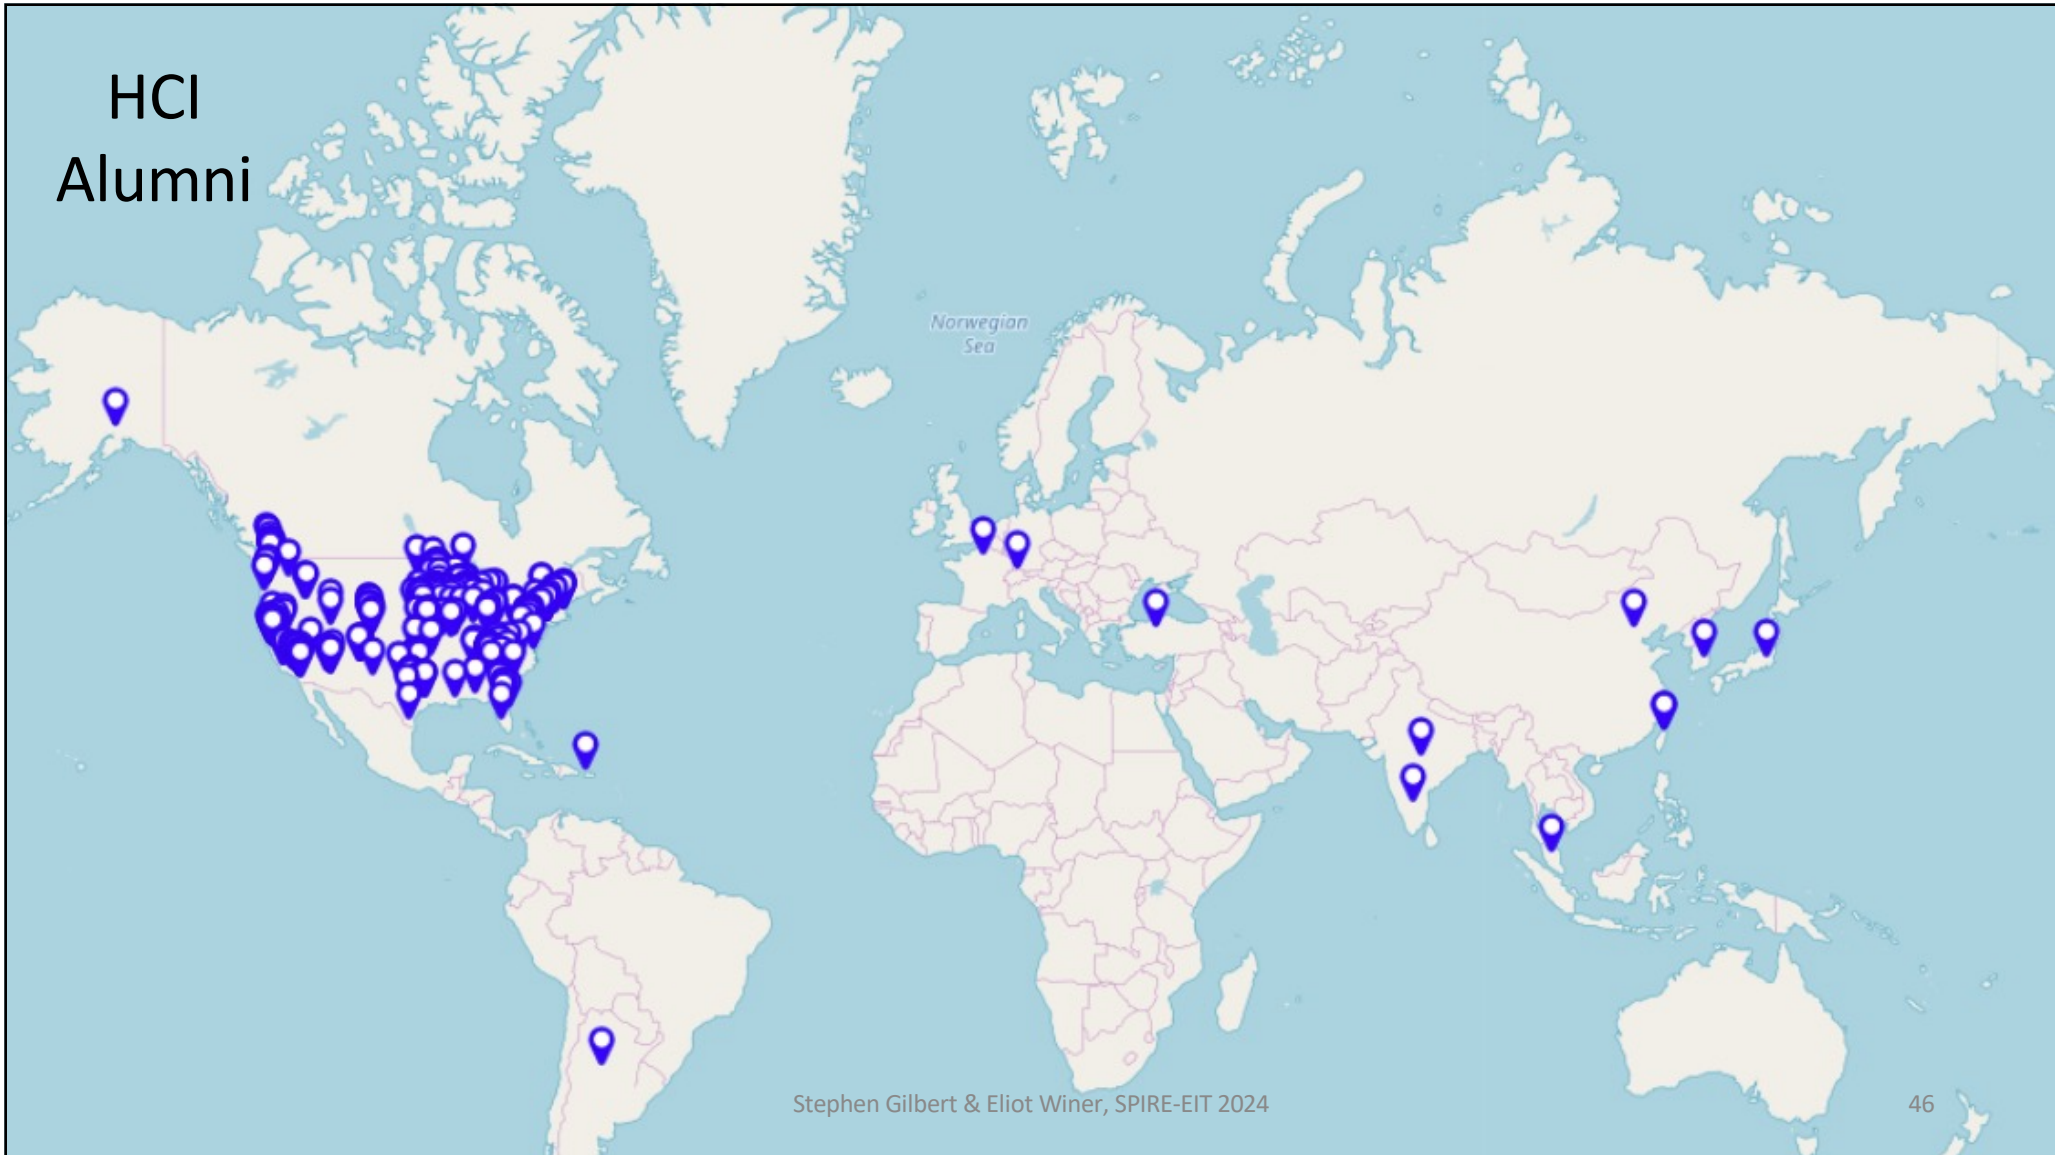 HCI
Alumni
Norwegian
Sea
Stephen Gilbert & Eliot Winer, SPIRE-EIT 2024
46